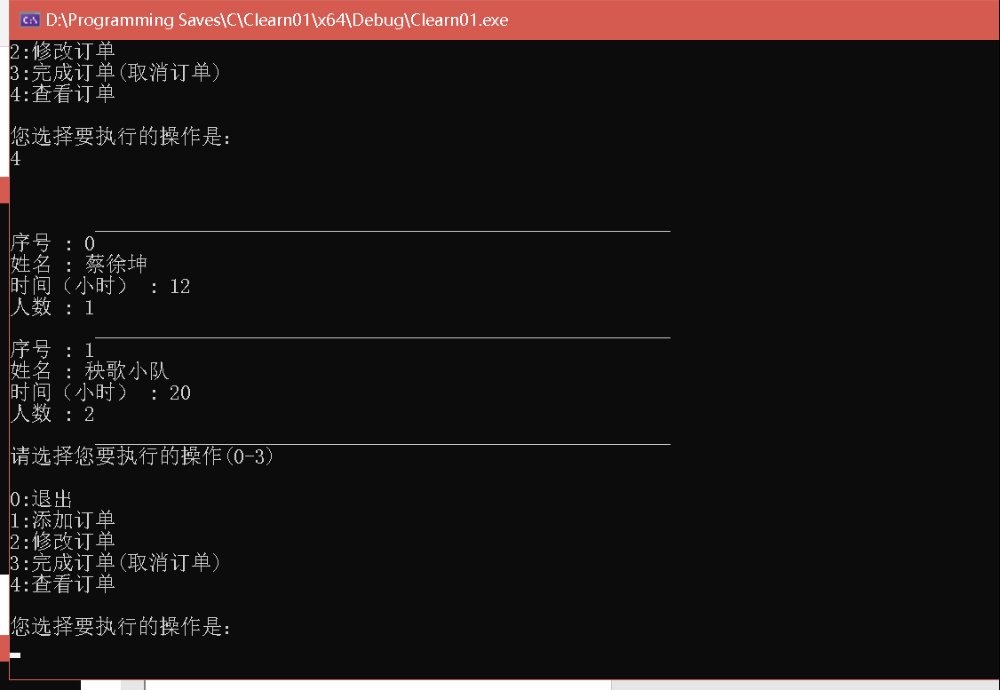 D:\Programming Saves\C\Clearn01\x64\Debug\Clearn01.exe
2:修改订单
3:完成订单(取消订单)
4:查看订单
您选择要执行的操作是：
4
序号 : 0
姓名 : 蔡徐坤
时间（小时） : 12
人数 : 1
序号 : 1
姓名 : 秧歌小队
时间（小时） : 20
人数 : 2
请选择您要执行的操作(0-3)
0:退出
1:添加订单
2:修改订单
3:完成订单(取消订单)
4:查看订单
您选择要执行的操作是：